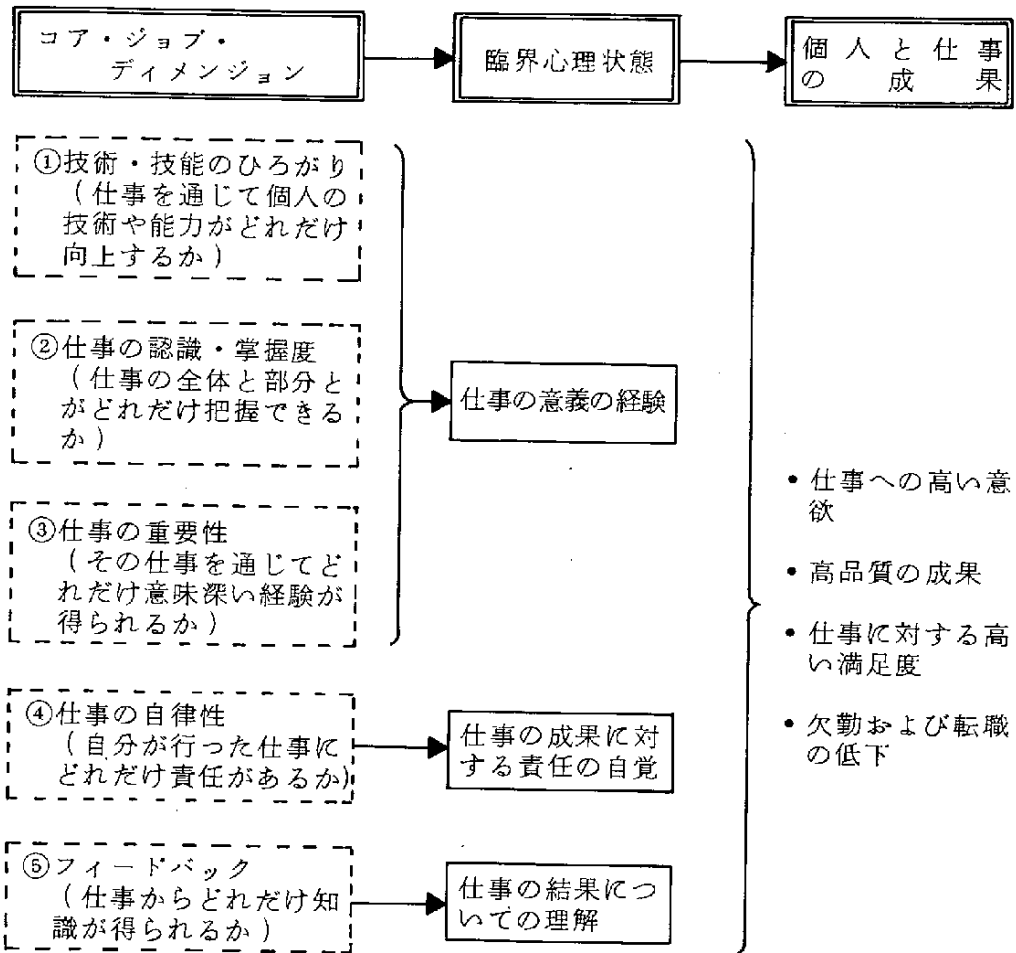 コア・ジョブ・
ディメンジョン
臨界心理状態
個人と仕事
の成果
①技術・技能のひろがり
(仕事を通じて個人の
技術や能力がどれだけ
向上するか)
②仕事の認識・掌握度
(仕事の全体と部分と
がどれだけ把握できる
か)
③仕事の重要性
(その仕事を通じてど
れだけ意味深い経験が
得られるか)
④仕事の自律性
(自分が行った仕事に
どれだけ責任があるか)
⑤フィードバック
(仕事からどれだけ知
識が得られるか)
仕事の意義の経験
仕事の成果に対
する責任の自覚
仕事の結果につ
いての理解
• 仕事への高い意
欲
• 高品質の成果
• 仕事に対する高
い満足度
• 欠勤および転職
の低下